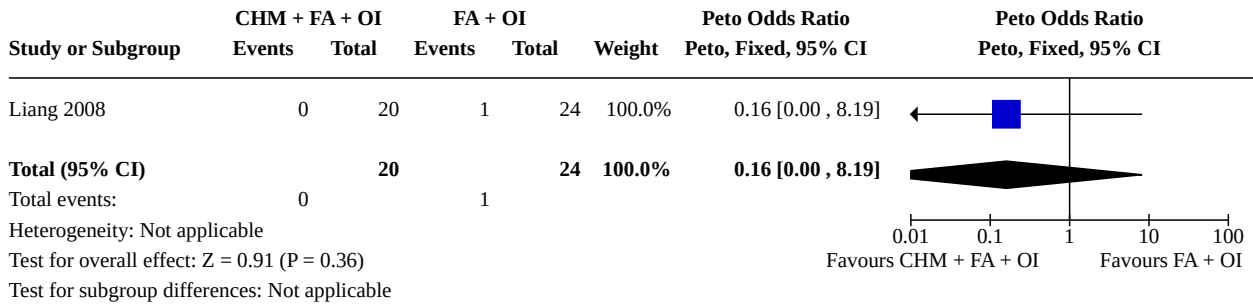 CHM + FA + OI FA + OI Peto Odds Ratio Peto Odds Ratio
Study or Subgroup Events Total Events Total Weight Peto, Fixed, 95% CI Peto, Fixed, 95% CI
Liang 2008 0 20 1 24 100.0% 0.16 [0.00 , 8.19]
Total (95% CI) 20 24 100.0% 0.16 [0.00 , 8.19]
Total events: 0 1
Heterogeneity: Not applicable 0.01 0.1 1 10 100
Test for overall effect: Z = 0.91 (P = 0.36) Favours CHM + FA + OI Favours FA + OI
Test for subgroup differences: Not applicable